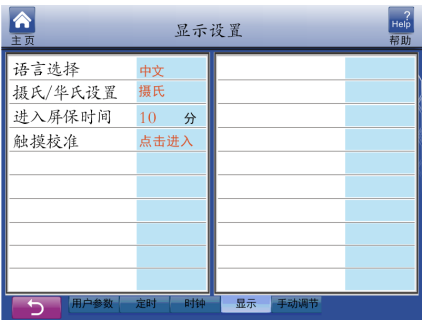 主页
显示设置
?
Help
帮助
语言选择 中文
摄氏/华氏设置 摄氏
进入屏保时间 10 分
触摸校准 点击进入
用户参数 定时 时钟 显示 手动调节